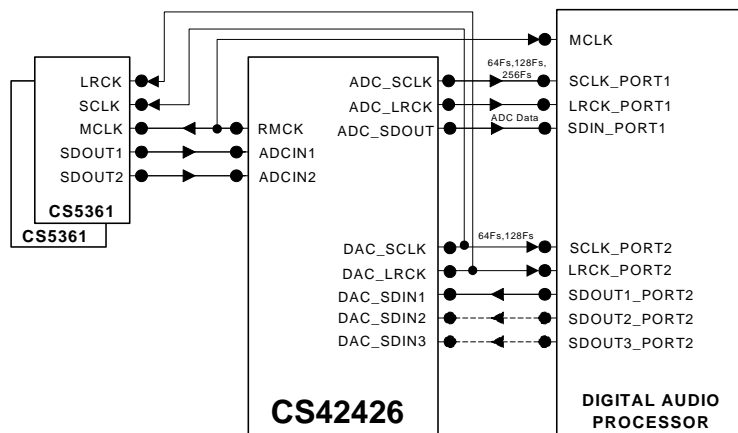 LRCK
SCLK
MCLK
SDOUT1
SDOUT2
CS5361
CS5361
RMCK
ADCIN1
ADCIN2
ADC_SCLK
ADC_LRCK
ADC_SDOUT
DAC_SCLK
DAC_LRCK
DAC_SDIN1
DAC_SDIN2
DAC_SDIN3
CS42426
64Fs,128Fs,
256Fs
ADC Data
64Fs,128Fs
MCLK
SCLK_PORT1
LRCK_PORT1
SDIN_PORT1
SCLK_PORT2
LRCK_PORT2
SDOUT1_PORT2
SDOUT2_PORT2
SDOUT3_PORT2
DIGITAL AUDIO
PROCESSOR